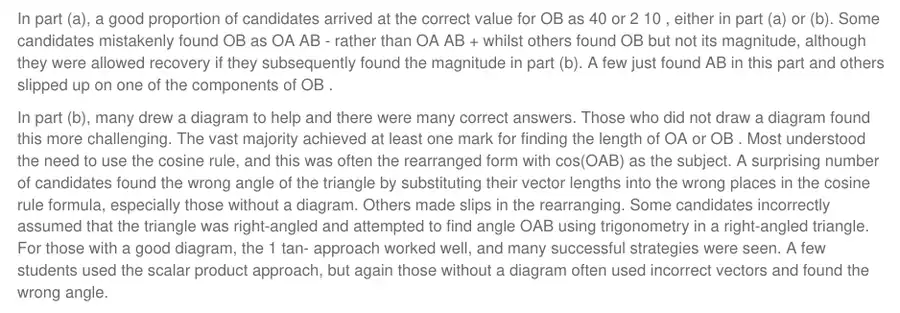 In part (a), a good proportion of candidates arrived at the correct value for OB as 40 or 2 10 , either in part (a) or (b). Some
candidates mistakenly found OB as OA AB - rather than OA AB + whilst others found OB but not its magnitude, although
they were allowed recovery if they subsequently found the magnitude in part (b). A few just found AB in this part and others
slipped up on one of the components of OB .
In part (b), many drew a diagram to help and there were many correct answers. Those who did not draw a diagram found
this more challenging. The vast majority achieved at least one mark for finding the length of OA or OB . Most understood
the need to use the cosine rule, and this was often the rearranged form with cos(OAB) as the subject. A surprising number
of candidates found the wrong angle of the triangle by substituting their vector lengths into the wrong places in the cosine
rule formula, especially those without a diagram. Others made slips in the rearranging. Some candidates incorrectly
assumed that the triangle was right-angled and attempted to find angle OAB using trigonometry in a right-angled triangle.
For those with a good diagram, the 1 tan- approach worked well, and many successful strategies were seen. A few
students used the scalar product approach, but again those without a diagram often used incorrect vectors and found the
wrong angle.